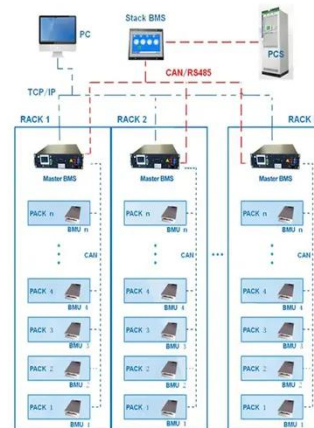 PC
Stack BMS
PCS
TCP/IP
CAN/RS485
RACK 1
RACK 2
RACK
Master BMS
Master BMS
Master BMS
PACK n
BMU n
PACK n
BMU n
PACK n
BMU n
CAN
CAN
CAN
PACK 4
BMU 4
PACK 4
BMU 4
PACK 4
BMU 4
PACK 3
BMU 3
PACK 3
BMU 3
PACK 3
BMU 3
PACK 2
BMU 2
PACK 2
BMU 2
PACK 2
BMU 2
PACK 1
BMU 1
PACK 1
BMU 1
PACK 1
BMU 1